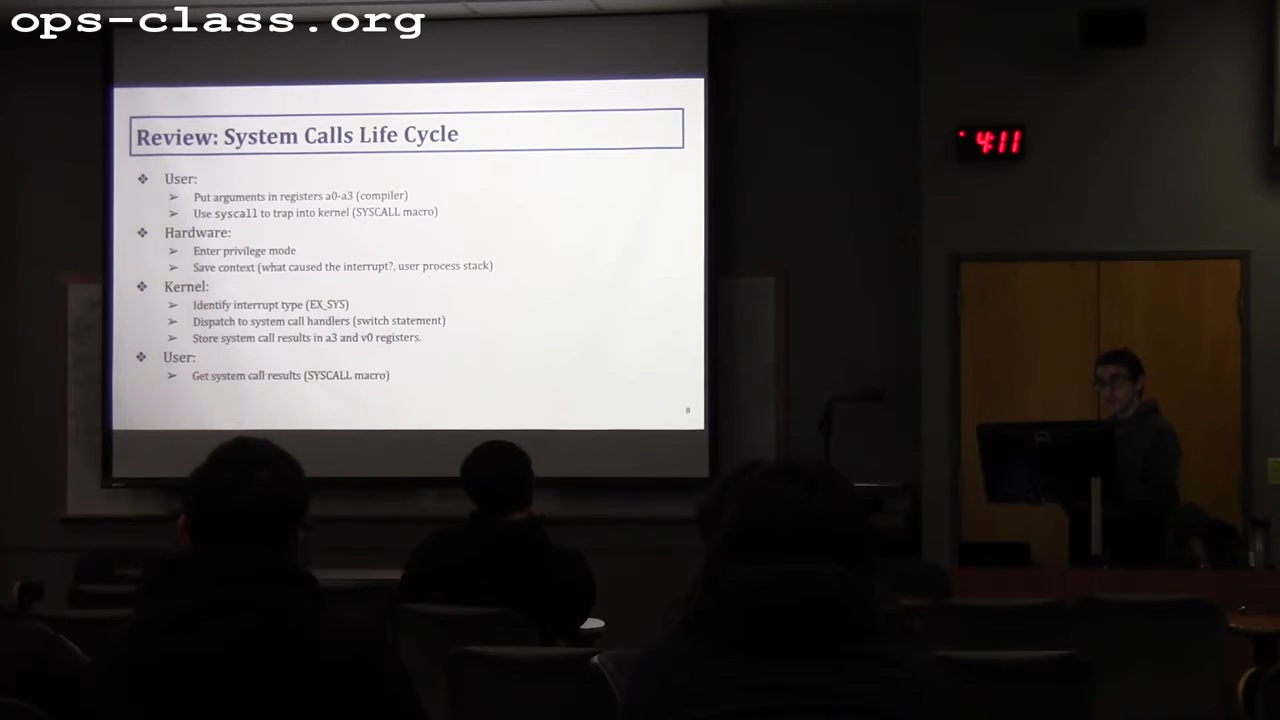 ops-class.org
Review: System Calls Life Cycle
❖ User:
➢ Put arguments in registers a0-a3 (compiler)
➢ Use syscall to trap into kernel (SYSCALL macro)
❖ Hardware:
➢ Enter privilege mode
➢ Save context (what caused the interrupt?, user process stack)
❖ Kernel:
➢ Identify interrupt type (EX_SYS)
➢ Dispatch to system call handlers (switch statement)
➢ Store system call results in a3 and v0 registers.
❖ User:
➢ Get system call results (SYSCALL macro)
4:11